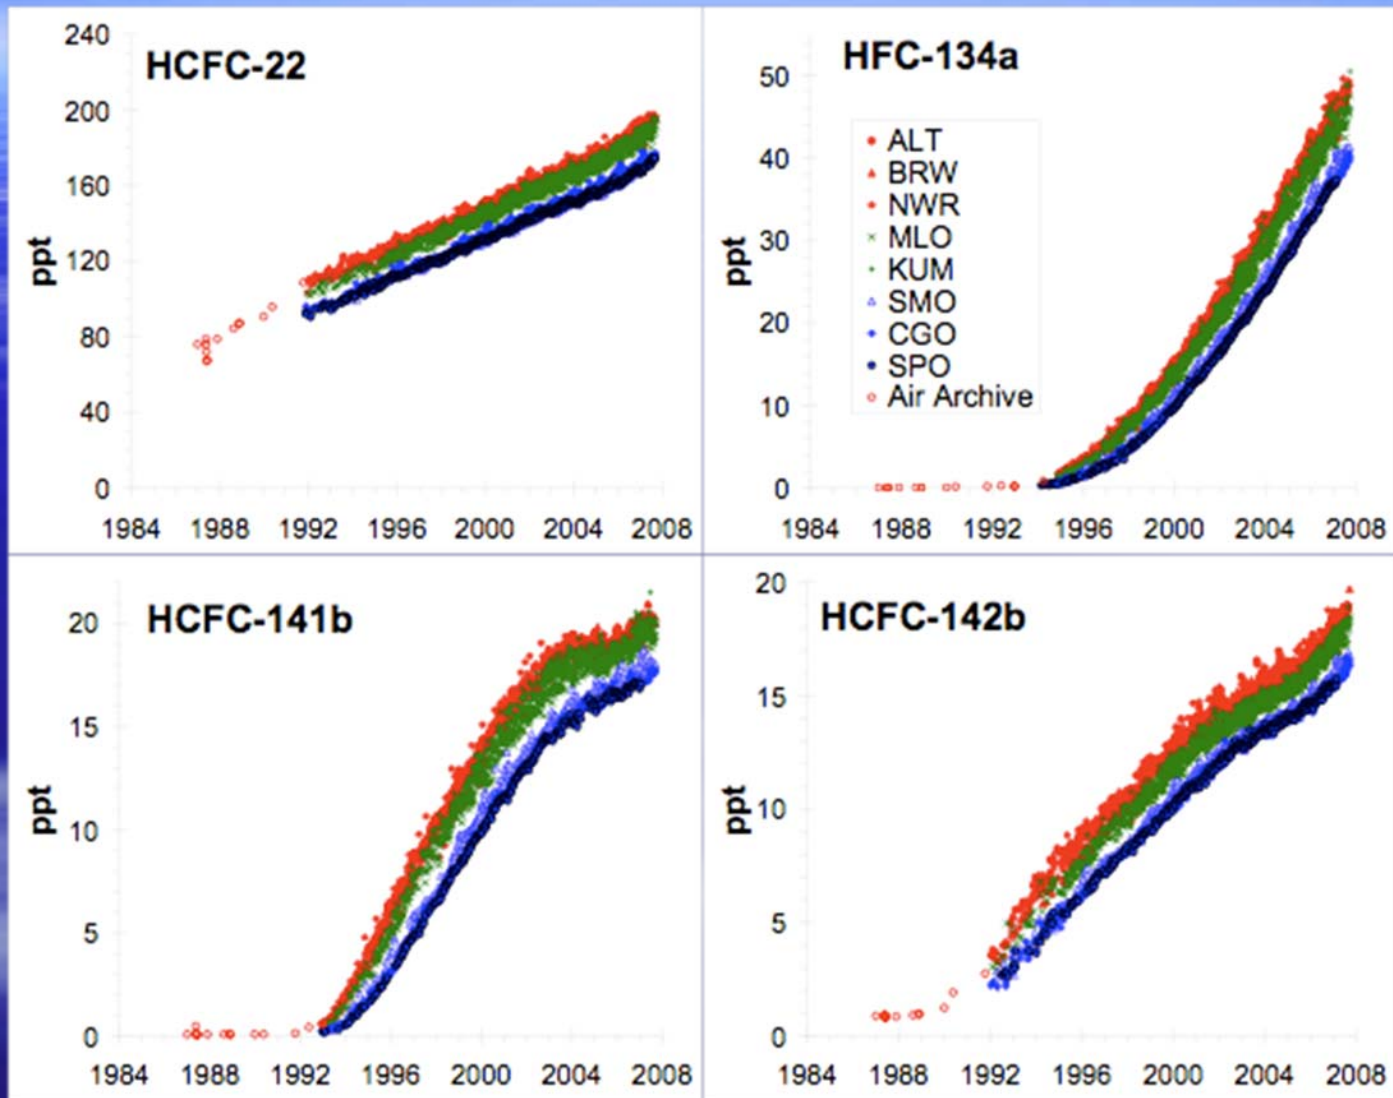 HCFC-22
ppt
240
200
160
120
80
40
0
1984 1988 1992 1996 2000 2004 2008
HFC-134a
ppt
50
40
30
20
10
0
ALT
BRW
NWR
MLO
KUM
SMO
CGO
SPO
Air Archive
1984 1988 1992 1996 2000 2004 2008
HCFC-141b
ppt
20
15
10
5
0
1984 1988 1992 1996 2000 2004 2008
HCFC-142b
ppt
20
15
10
5
0
1984 1988 1992 1996 2000 2004 2008